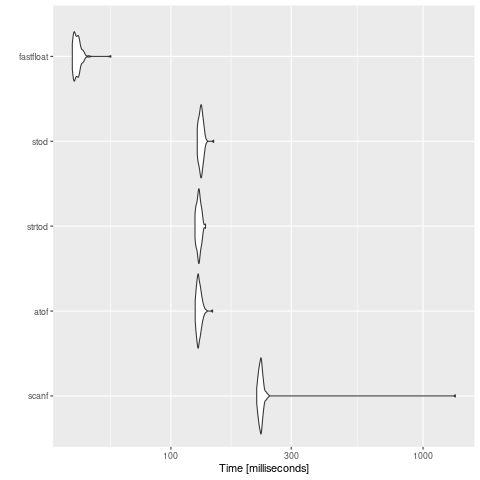 fastfloat
stod
strtod
atof
scanf
100 300 1000
Time [milliseconds]